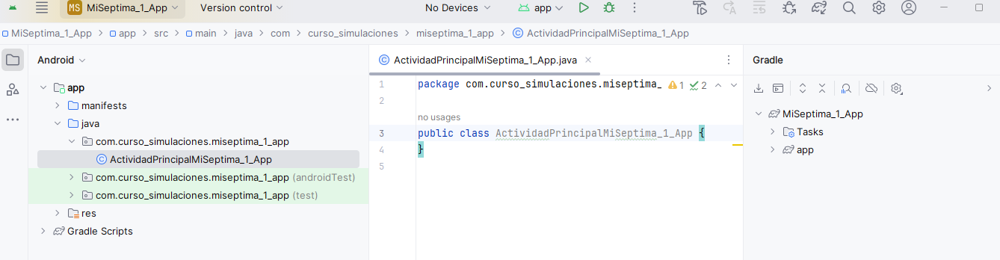 MS MiSeptima_1_App Version control No Devices app
MiSeptima_1_App > app > src > main > java > com > curso_simulaciones > miseptima_1_app > ActividadPrincipalMiSeptima_1_App
Android
app
manifests
java
com.curso_simulaciones.miseptima_1_app
ActividadPrincipalMiSeptima_1_App
com.curso_simulaciones.miseptima_1_app (androidTest)
com.curso_simulaciones.miseptima_1_app (test)
res
Gradle Scripts
ActividadPrincipalMiSeptima_1_App.java
1 package com.curso_simulaciones.miseptima_ 1 2
2
no usages
3 public class ActividadPrincipalMiSeptima_1_App {
4 }
5
Gradle
MiSeptima_1_App
Tasks
app